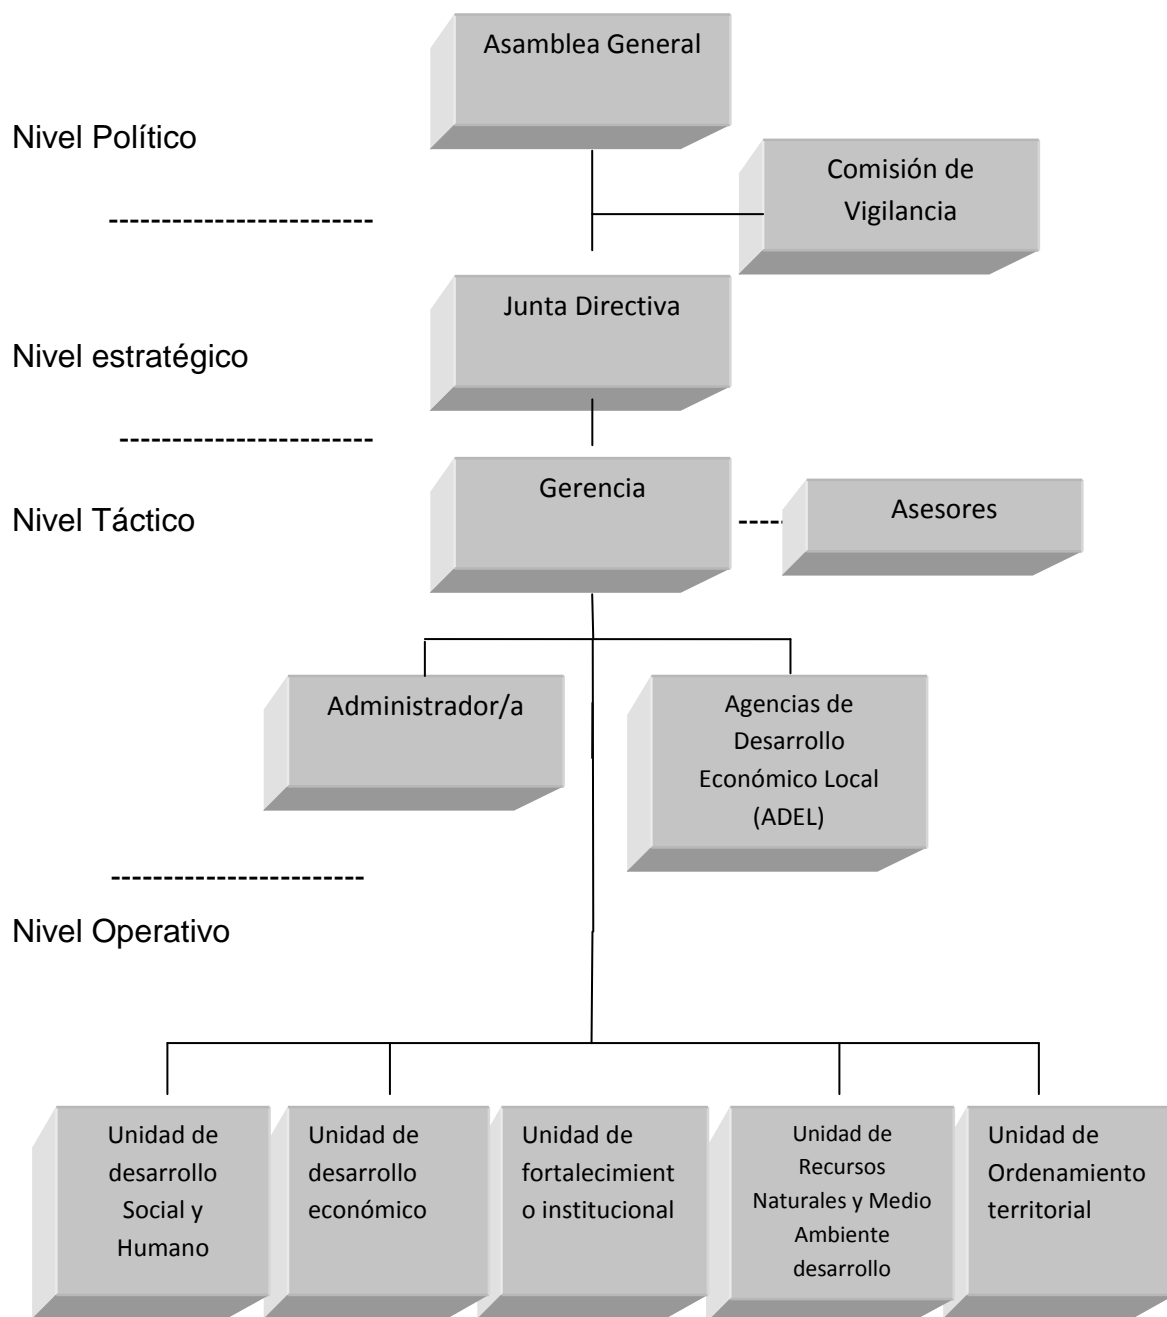 Asamblea General
Nivel Político
Comisión de
Vigilancia
Junta Directiva
Nivel estratégico
Gerencia
Nivel Táctico
Asesores
Administrador/a
Agencias de
Desarrollo
Económico Local
(ADEL)
Nivel Operativo
Unidad de
desarrollo
Social y
Humano
Unidad de
desarrollo
económico
Unidad de
fortalecimient
o institucional
Unidad de
Recursos
Naturales y Medio
Ambiente
desarrollo
Unidad de
Ordenamiento
territorial